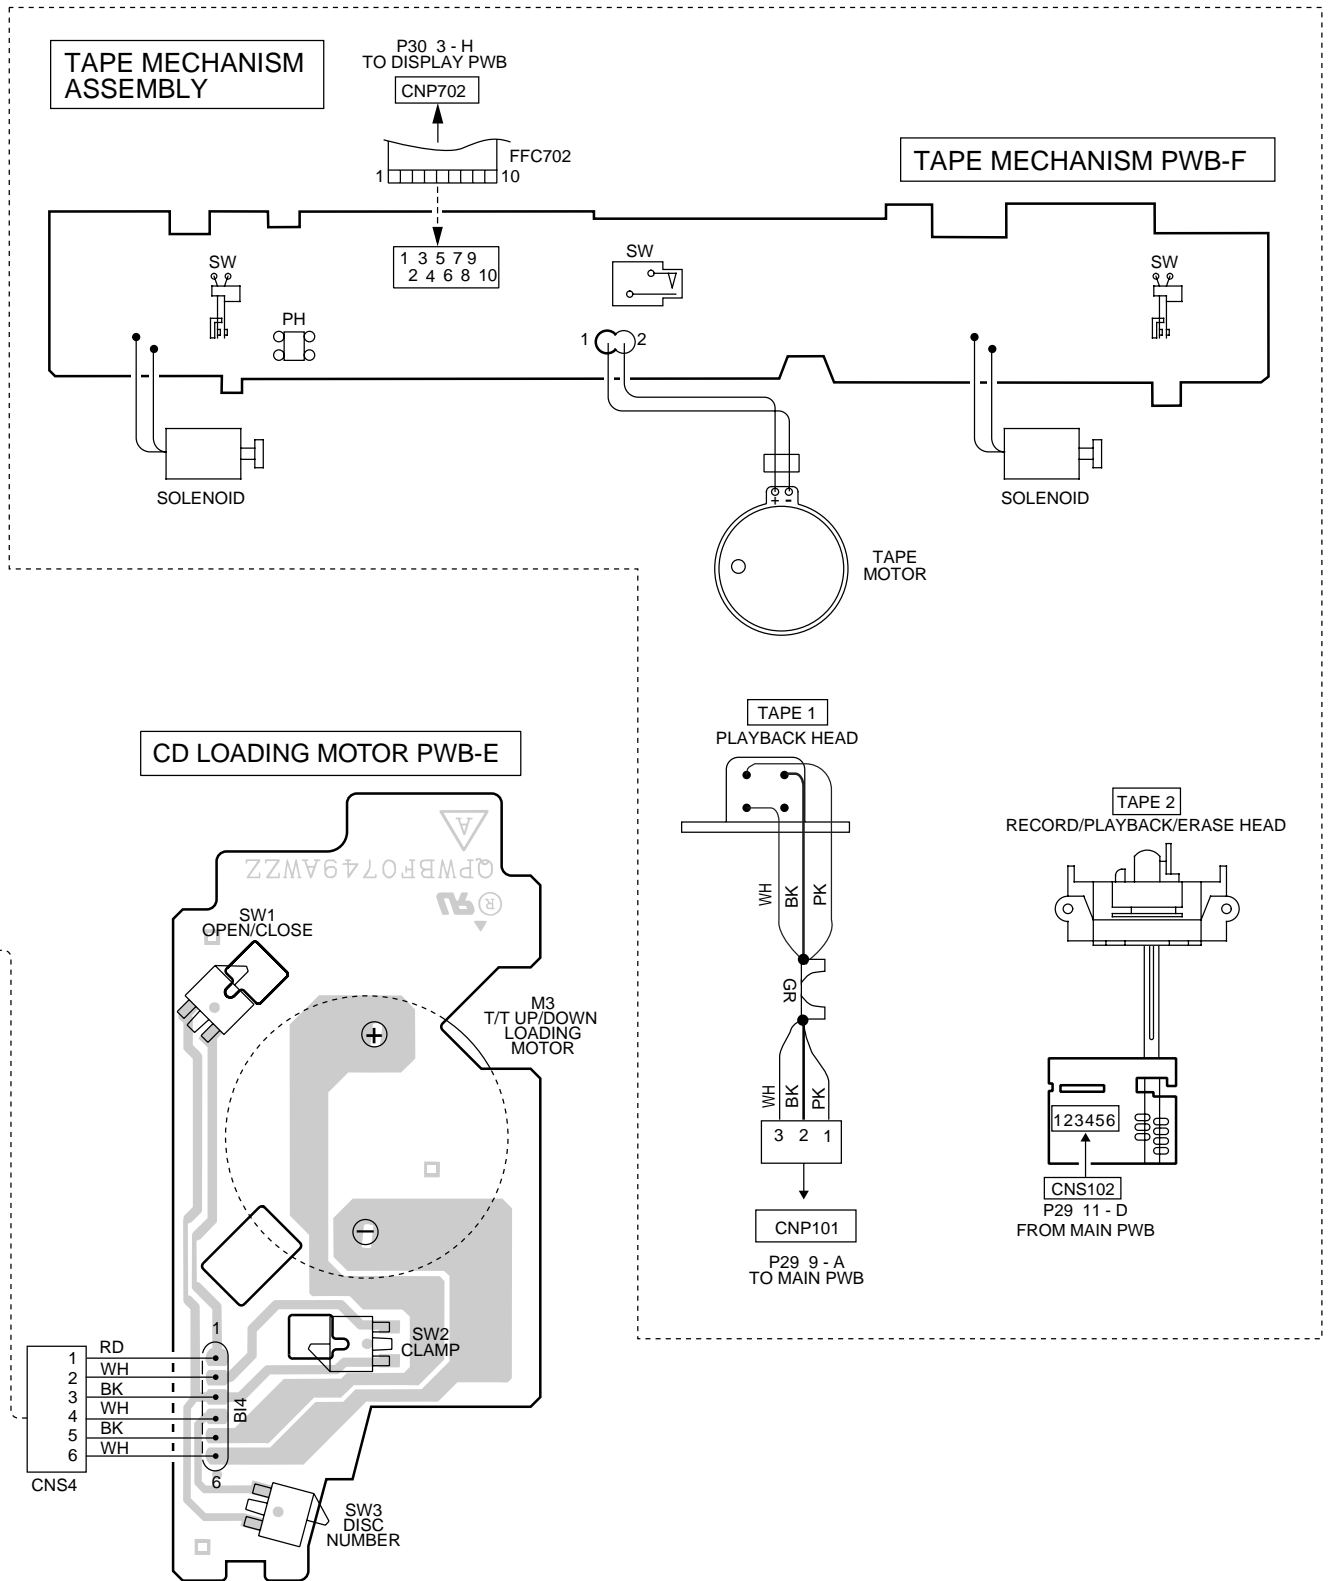 TAPE MECHANISM
ASSEMBLY
P30 3 - H
TO DISPLAY PWB
CNP702
FFC702
1 10
TAPE MECHANISM PWB-F
1 3 5 7 9
2 4 6 8 10
SW
SW
SW
PH
1 2
SOLENOID
SOLENOID
+ -
TAPE
MOTOR
TAPE 1
PLAYBACK HEAD
WH BK PK
GR
WH BK PK
3 2 1
CNP101
P29 9 - A
TO MAIN PWB
TAPE 2
RECORD/PLAYBACK/ERASE HEAD
123456
CNS102
P29 11 - D
FROM MAIN PWB
CD LOADING MOTOR PWB-E
A
QPWBF0749AWZZ
R
SW1
OPEN/CLOSE
M3
T/T UP/DOWN
LOADING
MOTOR
+
−
SW2
CLAMP
1
BI4
6
1 RD
2 WH
3 BK
4 WH
5 BK
6 WH
CNS4
SW3
DISC
NUMBER